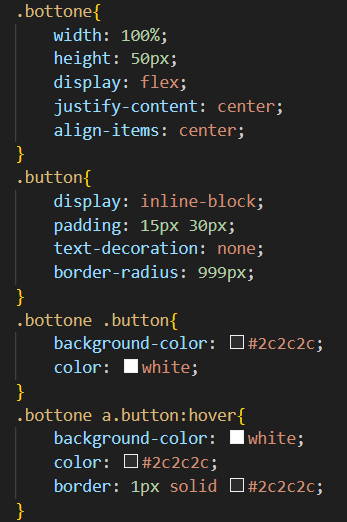 .bottone{
    width: 100%;
    height: 50px;
    display: flex;
    justify-content: center;
    align-items: center;
}
.button{
    display: inline-block;
    padding: 15px 30px;
    text-decoration: none;
    border-radius: 999px;
}
.bottone .button{
    background-color: #2c2c2c;
    color: white;
}
.bottone a.button:hover{
    background-color: white;
    color: #2c2c2c;
    border: 1px solid #2c2c2c;
}